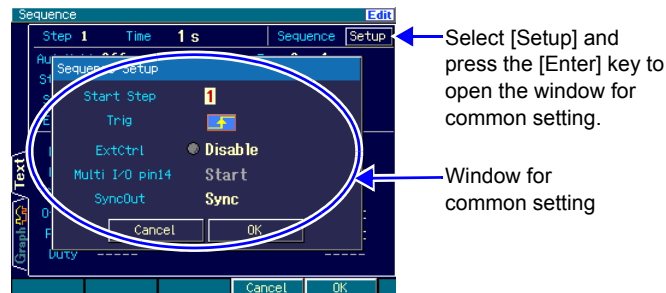 Sequence Edit
Step 1 Time 1 s Sequence Setup
Sequence Setup
Start Step 1
Trig
ExtCtrl Disable
Multi I/O pin14 Start
SyncOut Sync
Cancel OK
Duty -----
Text
Graph
Cancel OK
Select [Setup] and
press the [Enter] key to
open the window for
common setting.
Window for
common setting